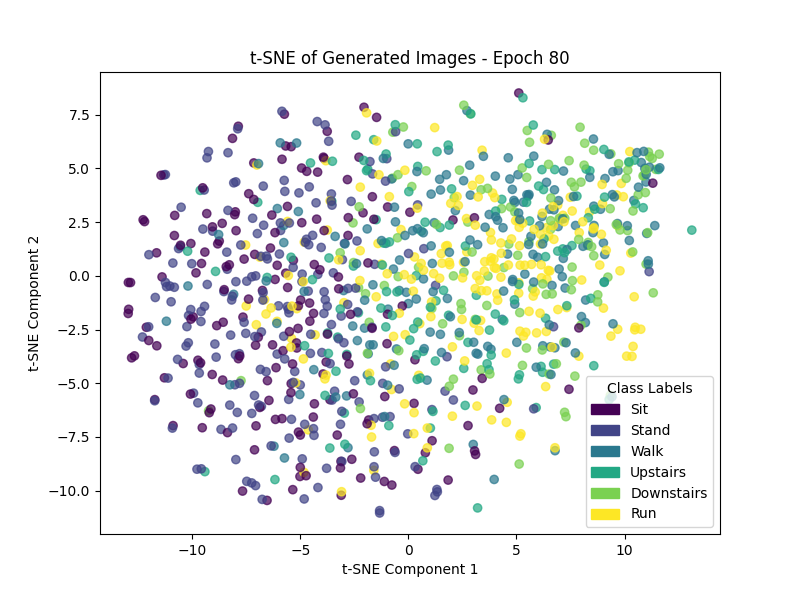 t-SNE of Generated Images - Epoch 80
t-SNE Component 2
7.5
5.0
2.5
0.0
−2.5
−5.0
−7.5
−10.0
Class Labels
Sit
Stand
Walk
Upstairs
Downstairs
Run
−10
−5
0
5
10
t-SNE Component 1